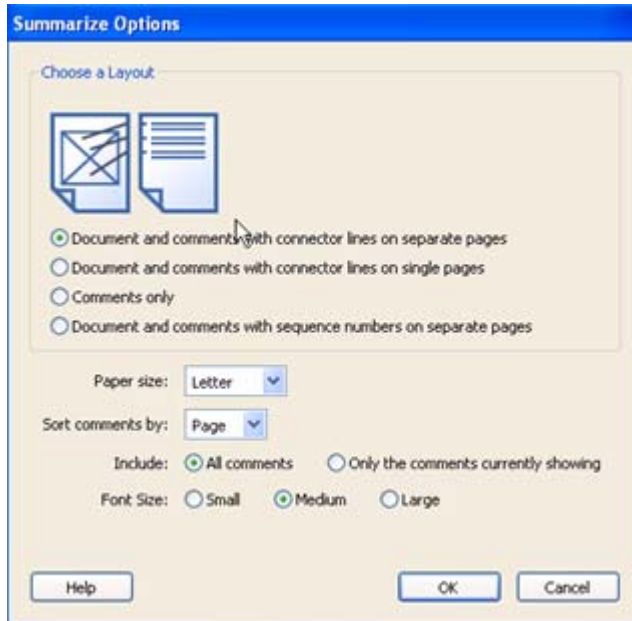 Summarize Options
Choose a Layout
Document and comments with connector lines on separate pages
Document and comments with connector lines on single pages
Comments only
Document and comments with sequence numbers on separate pages
Paper size: Letter
Sort comments by: Page
Include: All comments Only the comments currently showing
Font Size: Small Medium Large
Help OK Cancel